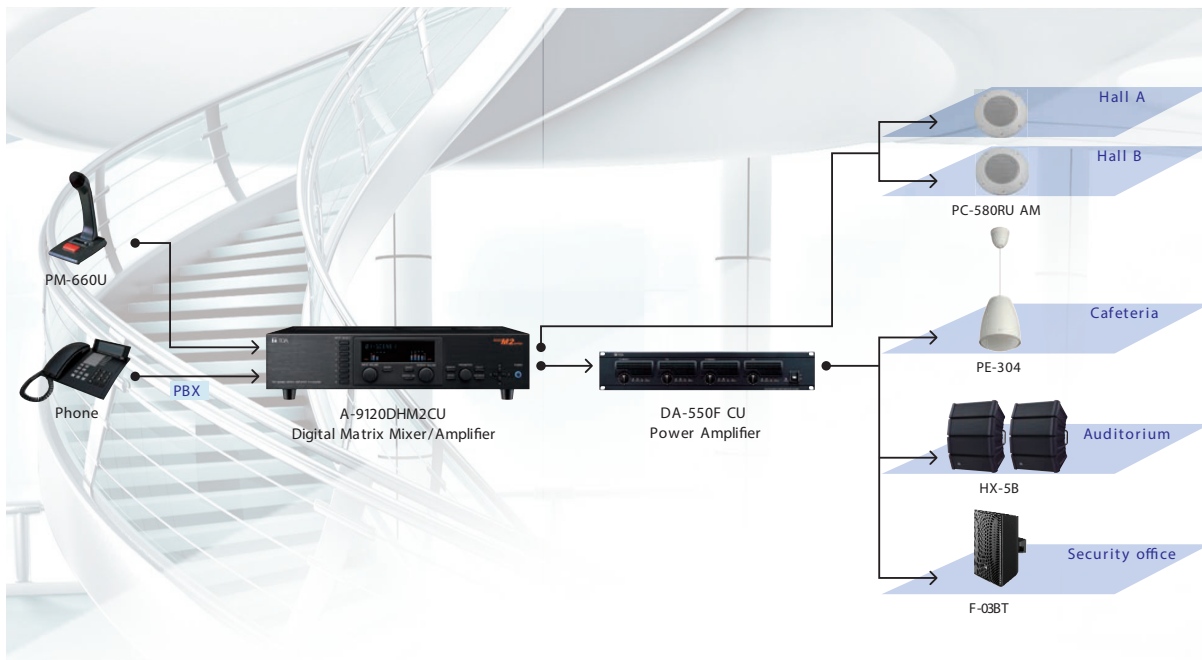 Hall A
Hall B
PC-580RU AM
PM-660U
Cafeteria
PE-304
TOA
Phone
PBX
A-9120DHM2CU
Digital Matrix Mixer/Amplifier
DA-550F CU
Power Amplifier
Auditorium
HX-5B
Security office
F-03BT